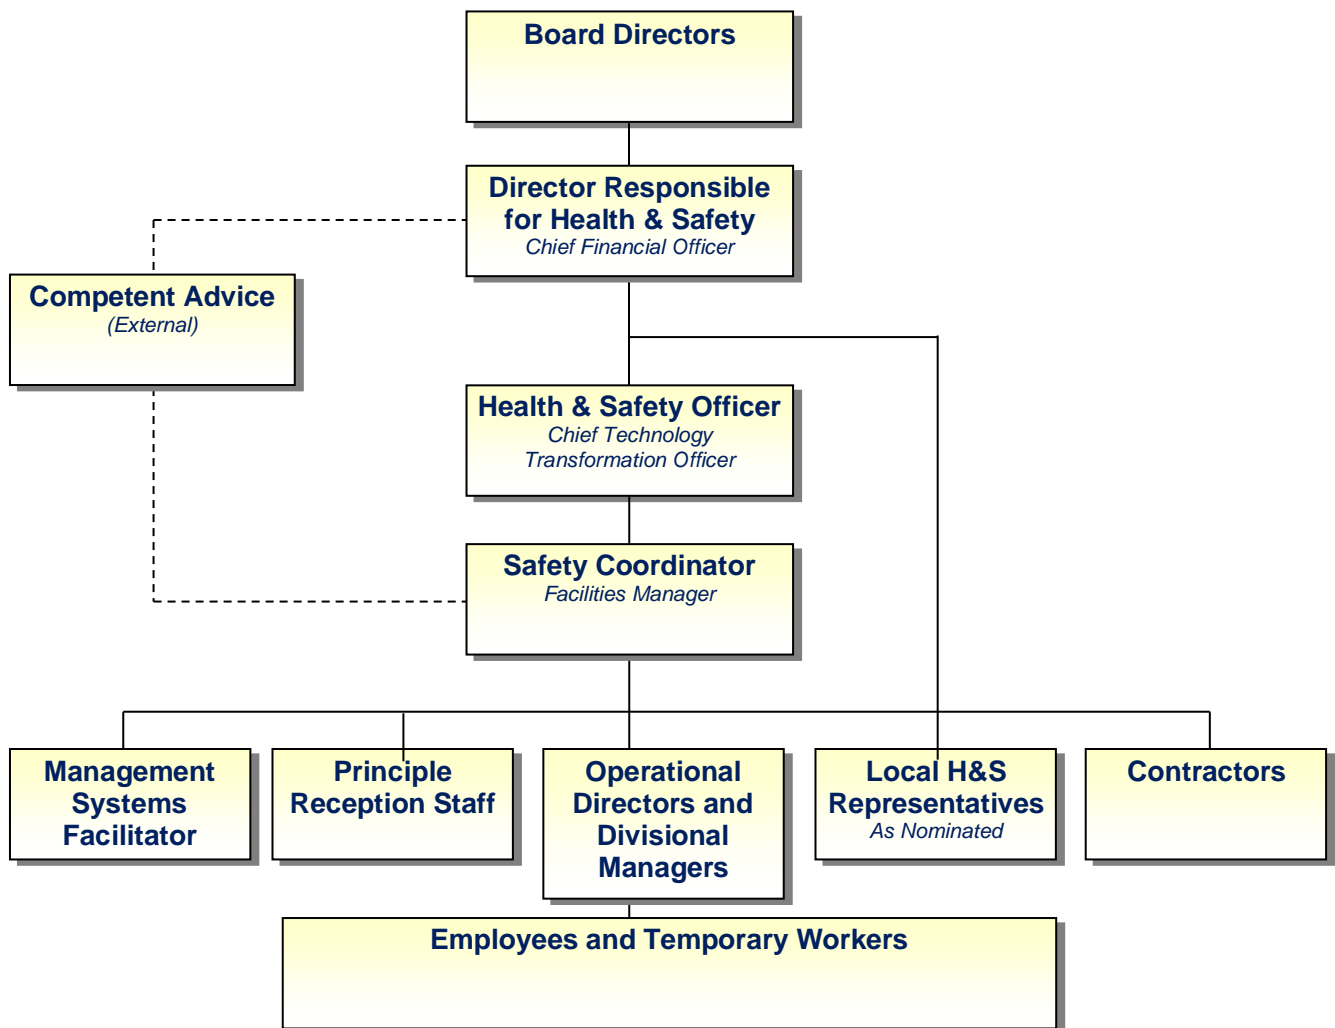 Board Directors
Director Responsible
for Health & Safety
Chief Financial Officer
Competent Advice
(External)
Health & Safety Officer
Chief Technology
Transformation Officer
Safety Coordinator
Facilities Manager
Management
Systems
Facilitator
Principle
Reception Staff
Operational
Directors and
Divisional
Managers
Local H&S
Representatives
As Nominated
Contractors
Employees and Temporary Workers